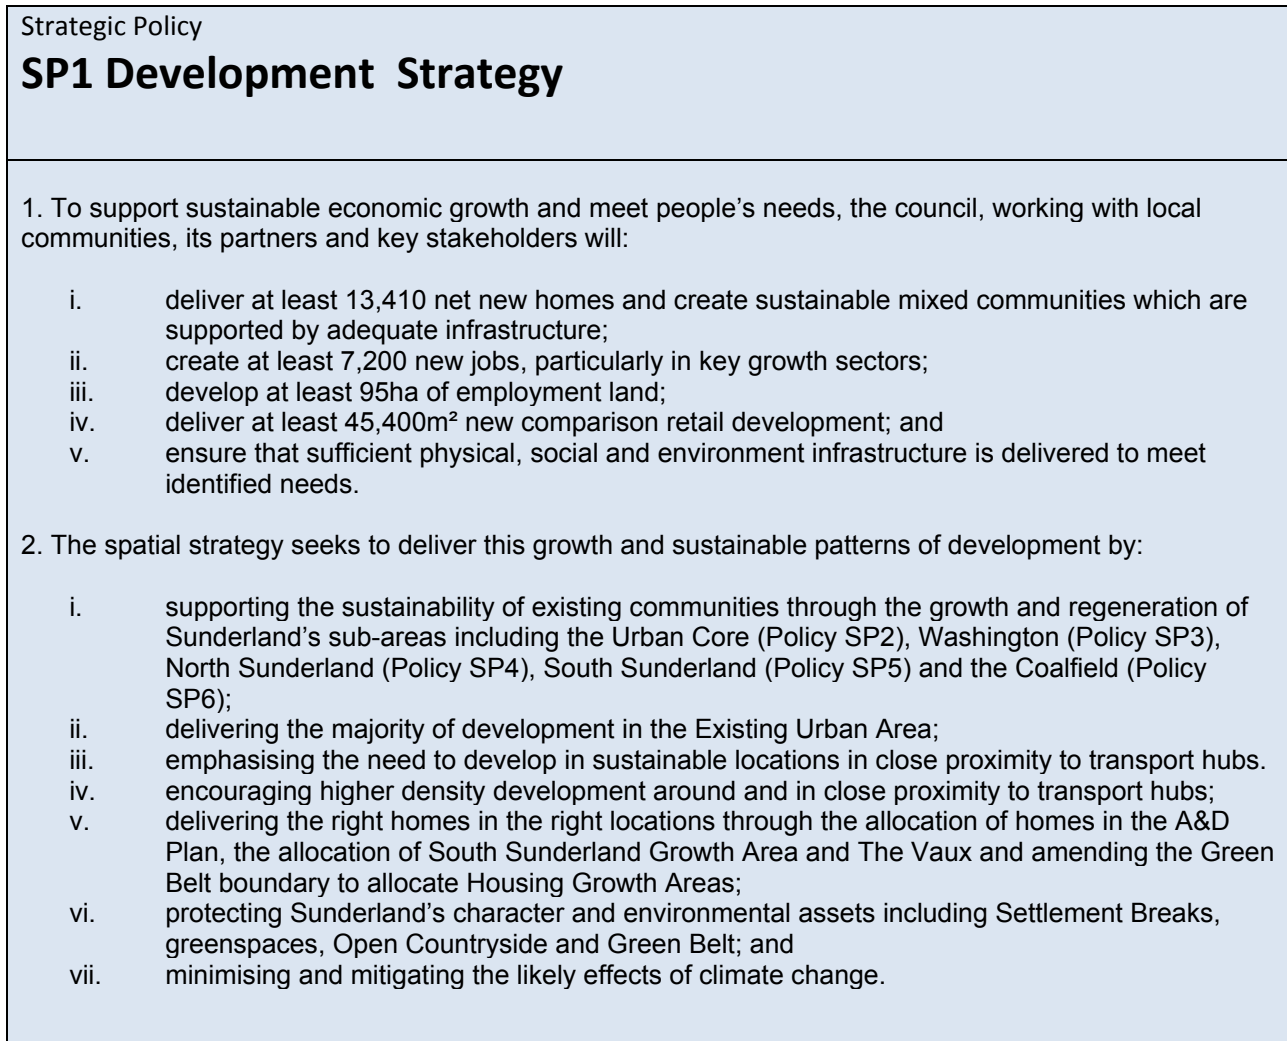 Strategic Policy
SP1 Development  Strategy
1. To support sustainable economic growth and meet people’s needs, the council, working with local
communities, its partners and key stakeholders will:
i. deliver at least 13,410 net new homes and create sustainable mixed communities which are
supported by adequate infrastructure;
ii. create at least 7,200 new jobs, particularly in key growth sectors;
iii. develop at least 95ha of employment land;
iv. deliver at least 45,400m² new comparison retail development; and
v. ensure that sufficient physical, social and environment infrastructure is delivered to meet
identified needs.
2. The spatial strategy seeks to deliver this growth and sustainable patterns of development by:
i. supporting the sustainability of existing communities through the growth and regeneration of
Sunderland’s sub-areas including the Urban Core (Policy SP2), Washington (Policy SP3),
North Sunderland (Policy SP4), South Sunderland (Policy SP5) and the Coalfield (Policy
SP6);
ii. delivering the majority of development in the Existing Urban Area;
iii. emphasising the need to develop in sustainable locations in close proximity to transport hubs.
iv. encouraging higher density development around and in close proximity to transport hubs;
v. delivering the right homes in the right locations through the allocation of homes in the A&D
Plan, the allocation of South Sunderland Growth Area and The Vaux and amending the Green
Belt boundary to allocate Housing Growth Areas;
vi. protecting Sunderland’s character and environmental assets including Settlement Breaks,
greenspaces, Open Countryside and Green Belt; and
vii. minimising and mitigating the likely effects of climate change.